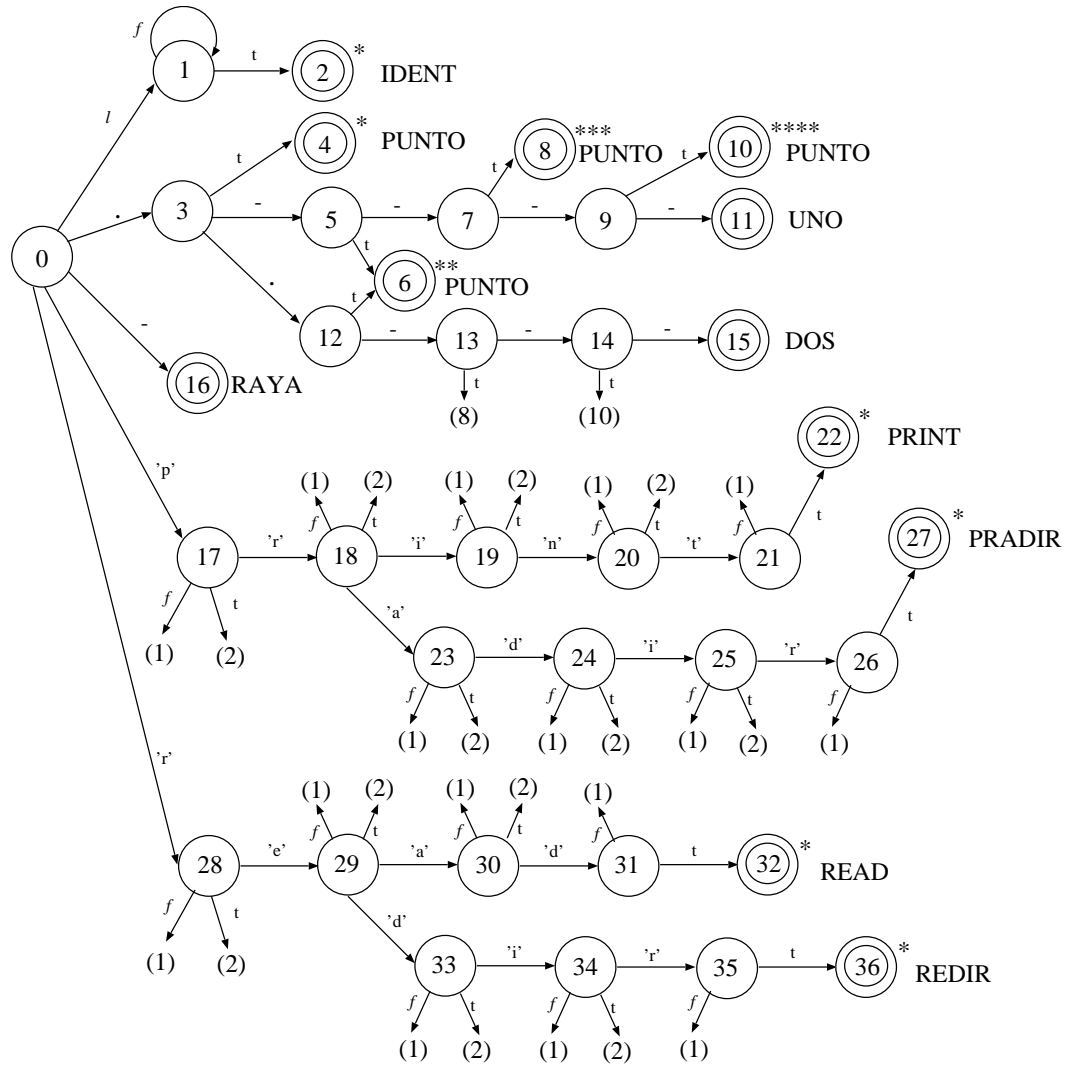 f
1
t
2
*
IDENT
l
4
*
PUNTO
t
8
***
PUNTO
t
10
****
PUNTO
t
.
3
-
5
-
7
-
9
-
11
UNO
0
t
6
**
PUNTO
t
.
12
-
13
-
14
-
15
DOS
-
16
RAYA
t
(8)
t
(10)
22
*
PRINT
'p'
(1)
(2)
(1)
(2)
(1)
(2)
(1)
f
t
f
t
f
t
f
t
17
'r'
18
'i'
19
'n'
20
't'
21
27
*
PRADIR
f
t
(1)
(2)
'a'
t
23
'd'
24
'i'
25
'r'
26
f
t
f
t
f
t
f
(1)
(2)
(1)
(2)
(1)
(2)
(1)
'r'
(1)
(2)
(1)
(2)
(1)
f
t
f
t
f
28
'e'
29
'a'
30
'd'
31
t
32
*
READ
f
t
(1)
(2)
'd'
33
'i'
34
'r'
35
t
36
*
REDIR
f
t
f
t
f
(1)
(2)
(1)
(2)
(1)